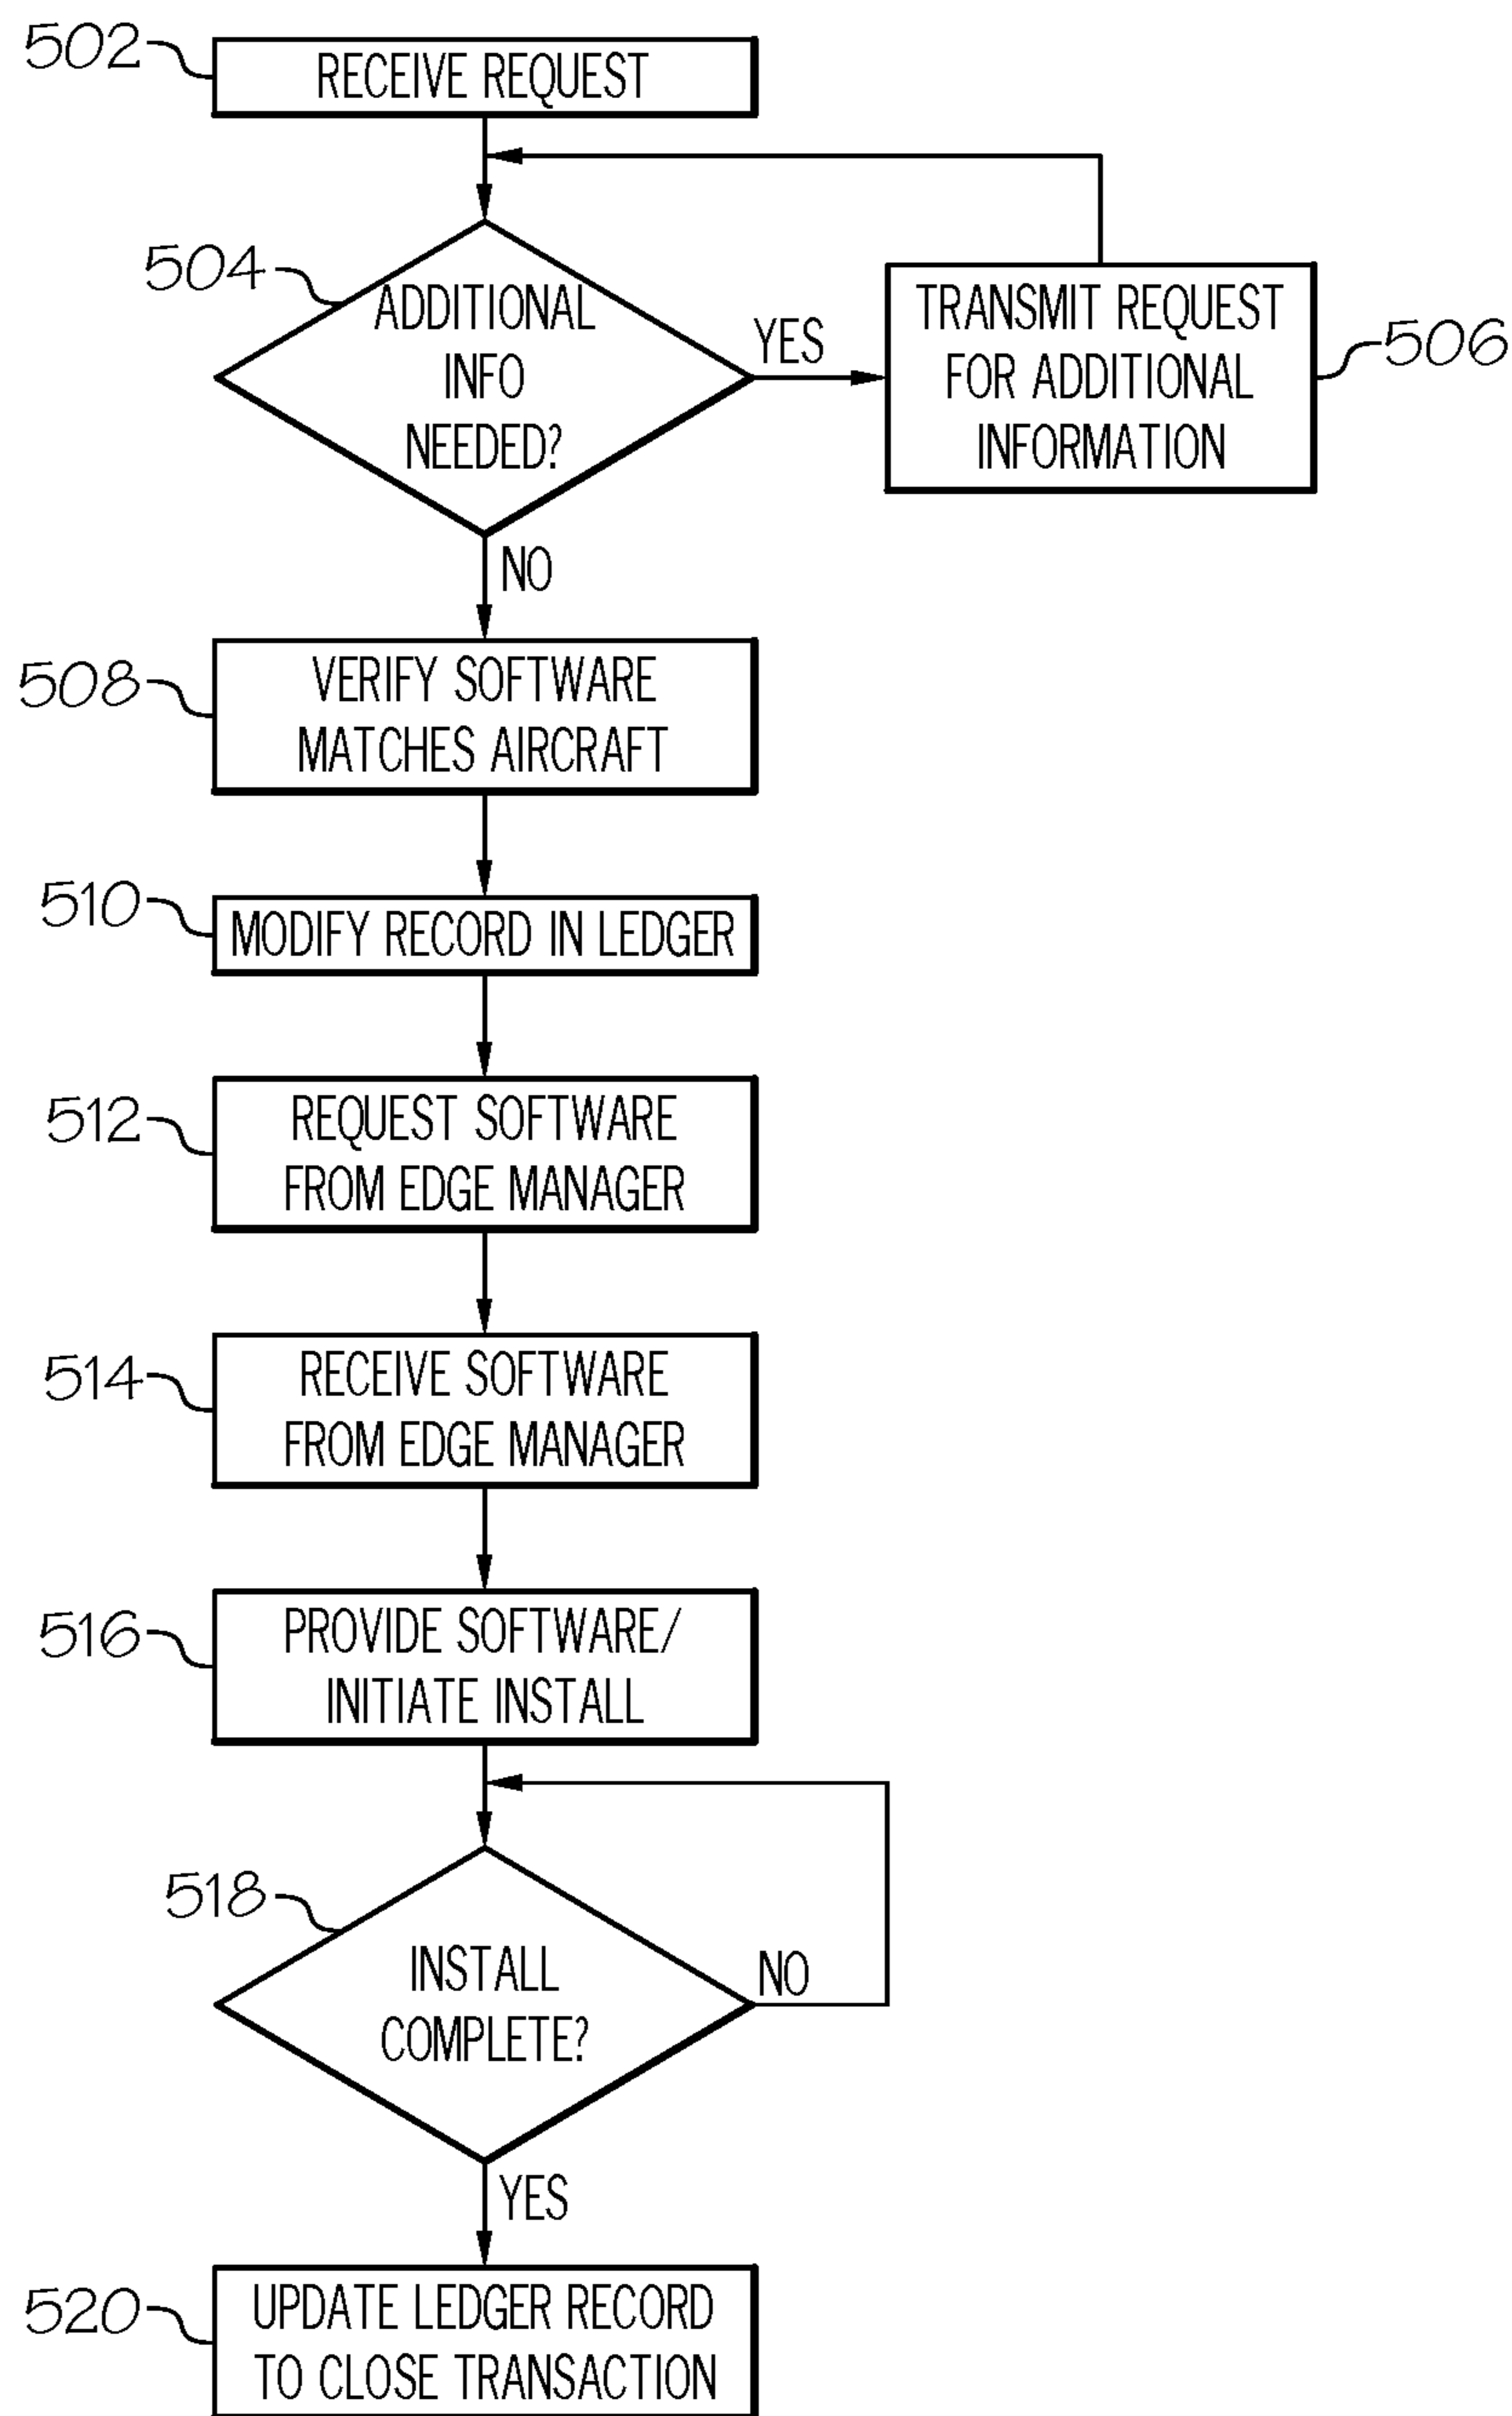 502
RECEIVE REQUEST
504
ADDITIONAL
INFO
NEEDED?
YES
TRANSMIT REQUEST
FOR ADDITIONAL
INFORMATION
506
NO
508
VERIFY SOFTWARE
MATCHES AIRCRAFT
510
MODIFY RECORD IN LEDGER
512
REQUEST SOFTWARE
FROM EDGE MANAGER
514
RECEIVE SOFTWARE
FROM EDGE MANAGER
516
PROVIDE SOFTWARE/
INITIATE INSTALL
518
INSTALL
COMPLETE?
NO
YES
520
UPDATE LEDGER RECORD
TO CLOSE TRANSACTION